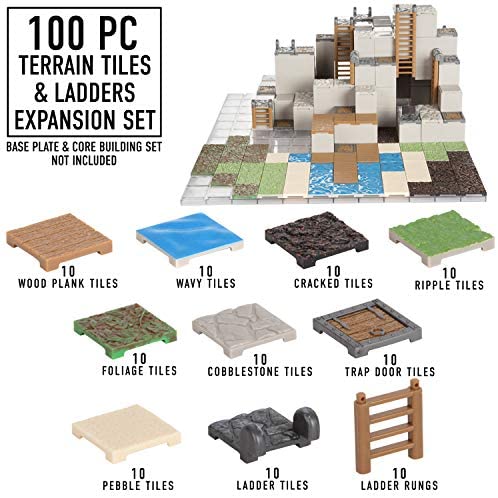 100 PC
TERRAIN TILES
& LADDERS
EXPANSION SET
BASE PLATE & CORE BUILDING SET
NOT INCLUDED
10
WOOD PLANK TILES
10
WAVY TILES
10
CRACKED TILES
10
RIPPLE TILES
10
FOLIAGE TILES
10
COBBLESTONE TILES
10
TRAP DOOR TILES
10
PEBBLE TILES
10
LADDER TILES
10
LADDER RUNGS